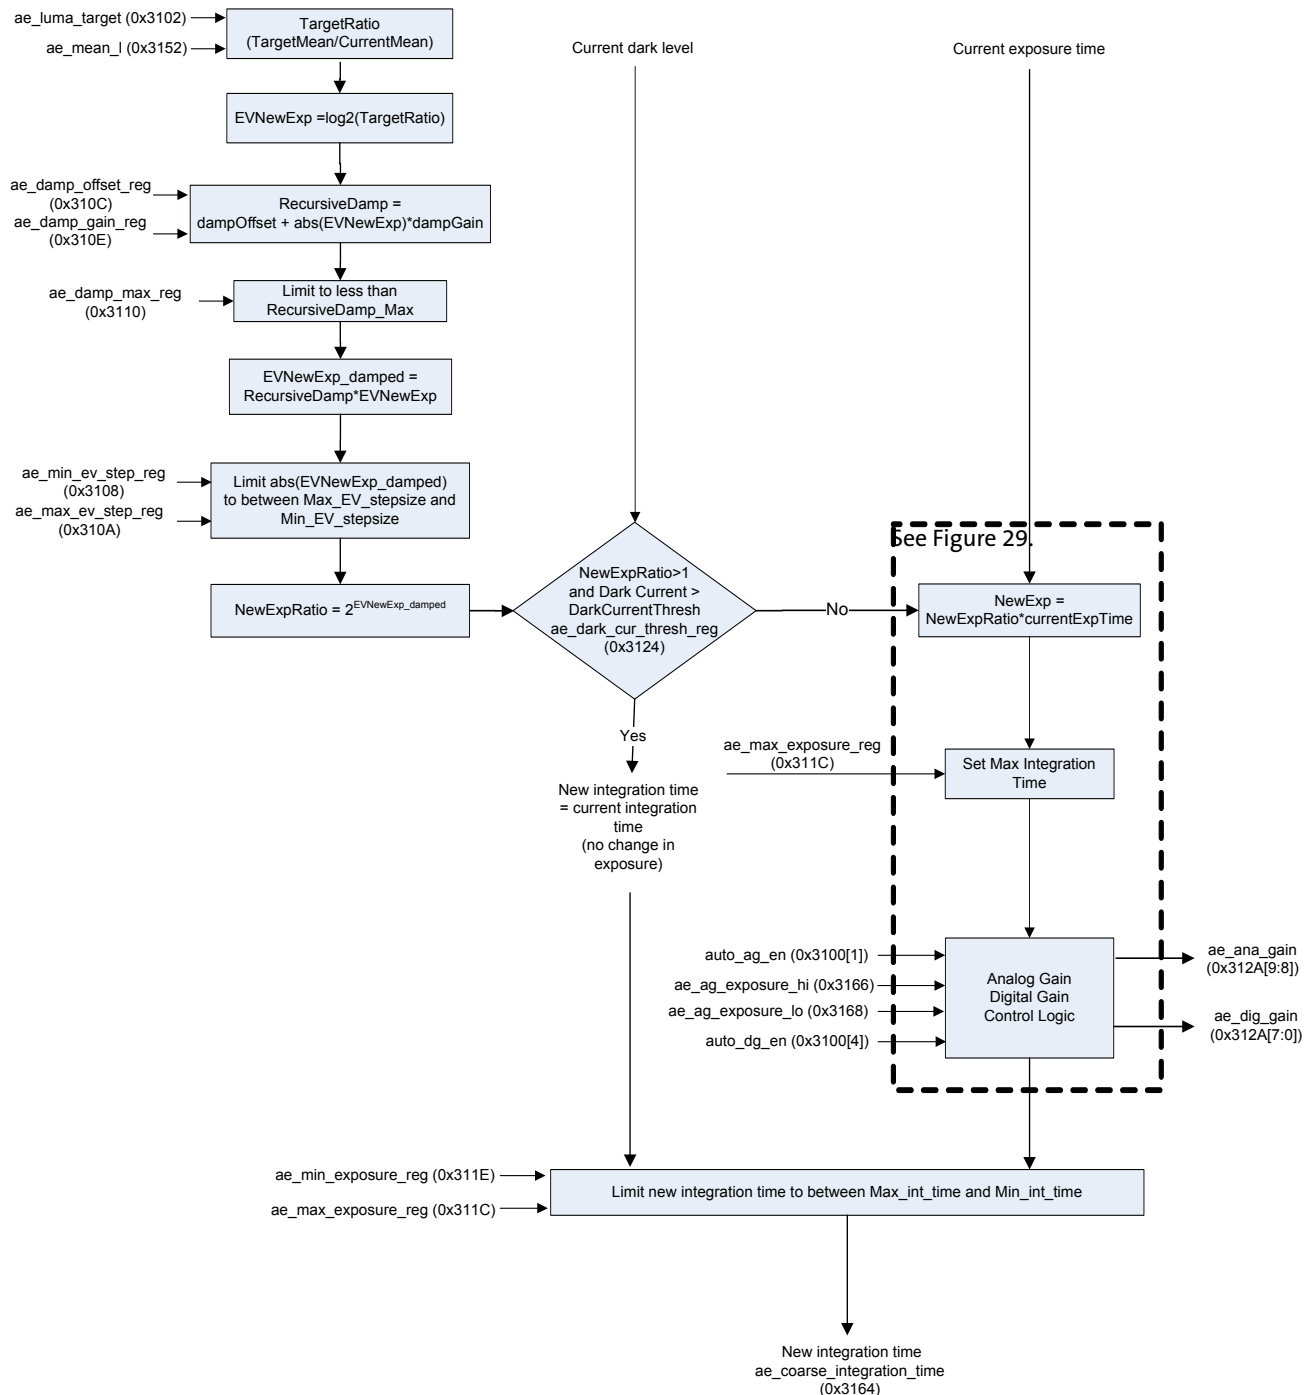 ae_luma_target (0x3102)
ae_mean_l (0x3152)
TargetRatio
(TargetMean/CurrentMean)
EVNewExp =log2(TargetRatio)
ae_damp_offset_reg
(0x310C)
ae_damp_gain_reg
(0x310E)
RecursiveDamp =
dampOffset + abs(EVNewExp)*dampGain
ae_damp_max_reg
(0x3110)
Limit to less than
RecursiveDamp_Max
EVNewExp_damped =
RecursiveDamp*EVNewExp
ae_min_ev_step_reg
(0x3108)
ae_max_ev_step_reg
(0x310A)
Limit abs(EVNewExp_damped)
to between Max_EV_stepsize and
Min_EV_stepsize
NewExpRatio = 2^EVNewExp_damped
Current dark level
NewExpRatio>1
and Dark Current >
DarkCurrentThresh
ae_dark_cur_thresh_reg
(0x3124)
No
Yes
New integration time
= current integration
time
(no change in
exposure)
Current exposure time
See Figure 29.
NewExp =
NewExpRatio*currentExpTime
ae_max_exposure_reg
(0x311C)
Set Max Integration
Time
auto_ag_en (0x3100[1])
ae_ag_exposure_hi (0x3166)
ae_ag_exposure_lo (0x3168)
auto_dg_en (0x3100[4])
Analog Gain
Digital Gain
Control Logic
ae_ana_gain
(0x312A[9:8])
ae_dig_gain
(0x312A[7:0])
ae_min_exposure_reg (0x311E)
ae_max_exposure_reg (0x311C)
Limit new integration time to between Max_int_time and Min_int_time
New integration time
ae_coarse_integration_time
(0x3164)